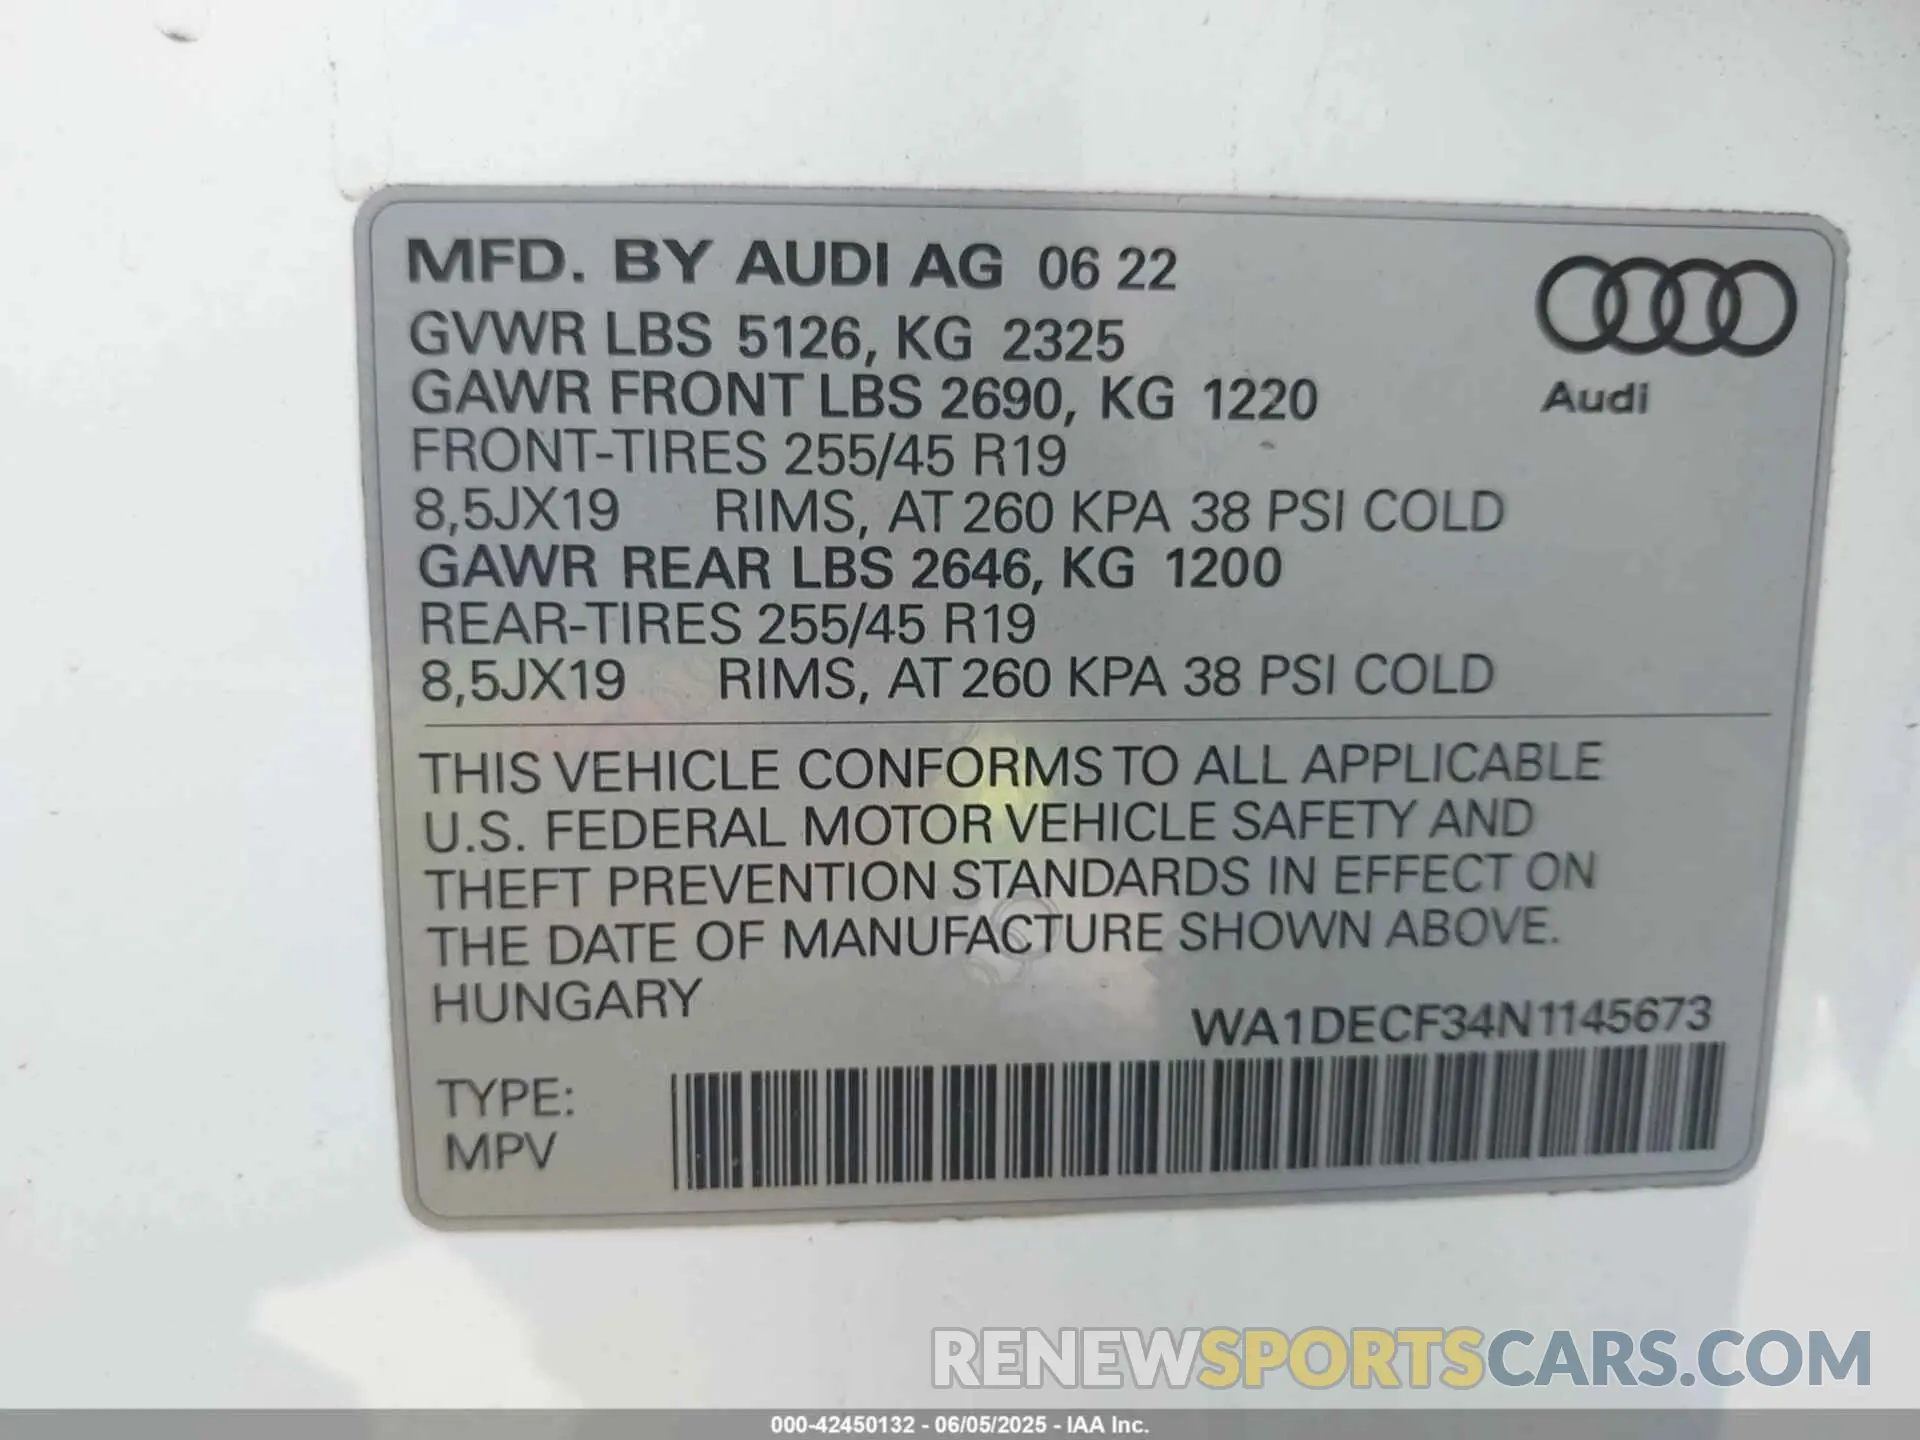 MFD. BY AUDI AG 06 22
GVWR LBS 5126, KG 2325
GAWR FRONT LBS 2690, KG 1220
Audi
FRONT-TIRES 255/45 R19
8,5JX19 RIMS, AT 260 KPA 38 PSI COLD
GAWR REAR LBS 2646, KG 1200
REAR-TIRES 255/45 R19
8,5JX19 RIMS, AT 260 KPA 38 PSI COLD
THIS VEHICLE CONFORMS TO ALL APPLICABLE
U.S. FEDERAL MOTOR VEHICLE SAFETY AND
THEFT PREVENTION STANDARDS IN EFFECT ON
THE DATE OF MANUFACTURE SHOWN ABOVE.
HUNGARY
WA1DECF34N1145673
TYPE:
MPV
RENEWSPORTSCARS.COM
000-42450132 - 06/05/2025 - IAA Inc.